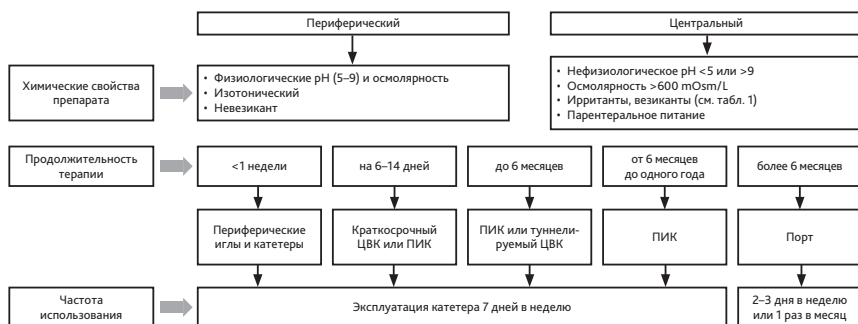 Периферический
Центральный
Химические свойства
препарата
• Физиологические pH (5–9) и осмолярность
• Изотонический
• Невезикант
• Нефизиологическое pH <5 или >9
• Осмолярность >600 mOsm/L
• Ирританты, везиканты (см. табл. 1)
• Парентеральное питание
Продолжительность
терапии
<1 недели
на 6–14 дней
до 6 месяцев
от 6 месяцев
до одного года
более 6 месяцев
Периферические
иглы и катетеры
Краткосрочный
ЦВК или ПИК
ПИК или туннели-
руемый ЦВК
ПИК
Порт
Частота
использования
Эксплуатация катетера 7 дней в неделю
2–3 дня в неделю
или 1 раз в месяц